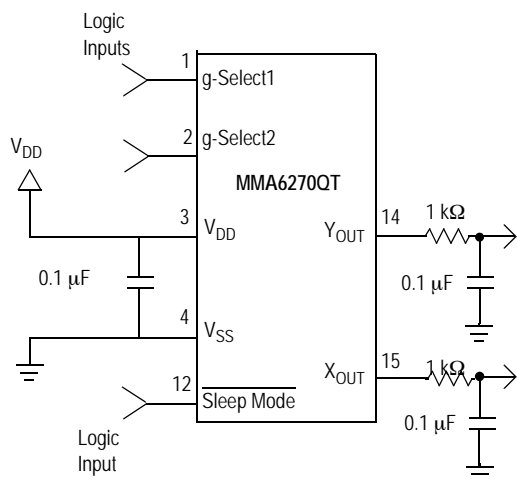 Logic
Inputs
1
g-Select1
2
g-Select2
MMA6270QT
V_DD
3
V_DD
0.1 μF
4
V_SS
12
Sleep Mode
Logic
Input
14
Y_OUT
1 kΩ
0.1 μF
15
X_OUT
1 kΩ
0.1 μF